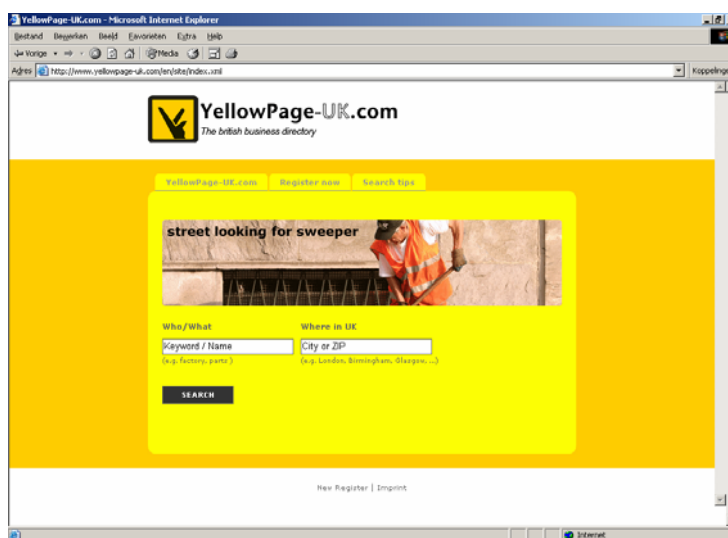 YellowPage-UK.com - Microsoft Internet Explorer
Bestand Bewerken Beeld Favorieten Extra Help
Vorige Media
Adres http://www.yellowpage-uk.com/en/site/index.xml Koppelinge
YellowPage-UK.com
The british business directory
YellowPage-UK.com Register now Search tips
street looking for sweeper
Who/What Where in UK
Keyword / Name City or ZIP
(e.g. factory, parts ) (e.g. London, Birmingham, Glasgow, ...)
SEARCH
New Register | Imprint
Internet